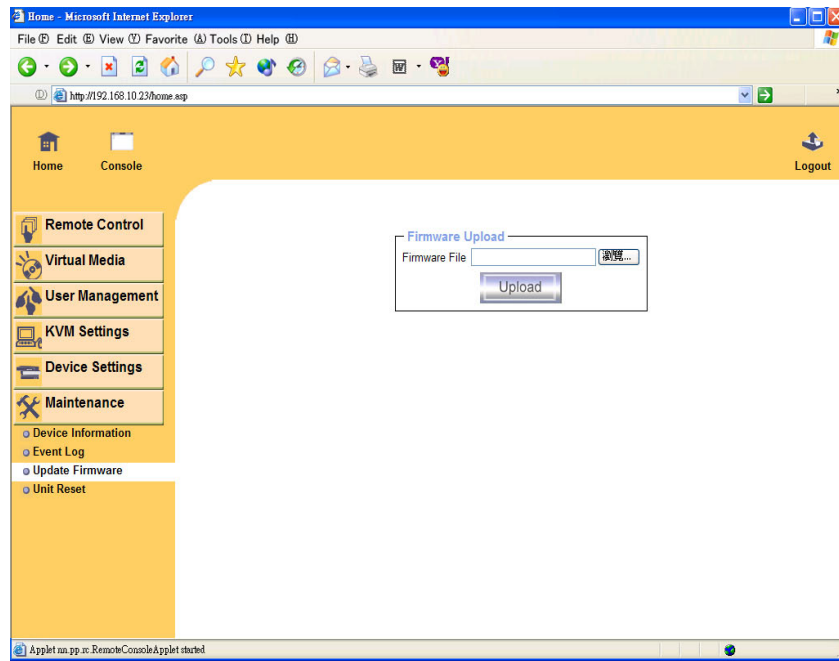 Home - Microsoft Internet Explorer
File(F) Edit (E) View (V) Favorite (A) Tools (T) Help (H)
(D) http://192.168.10.23/home.asp
Home
Console
Logout
Remote Control
Virtual Media
User Management
KVM Settings
Device Settings
Maintenance
Device Information
Event Log
Update Firmware
Unit Reset
Firmware Upload
Firmware File
瀏覽...
Upload
Applet nn.pp.rc.RemoteConsoleApplet started